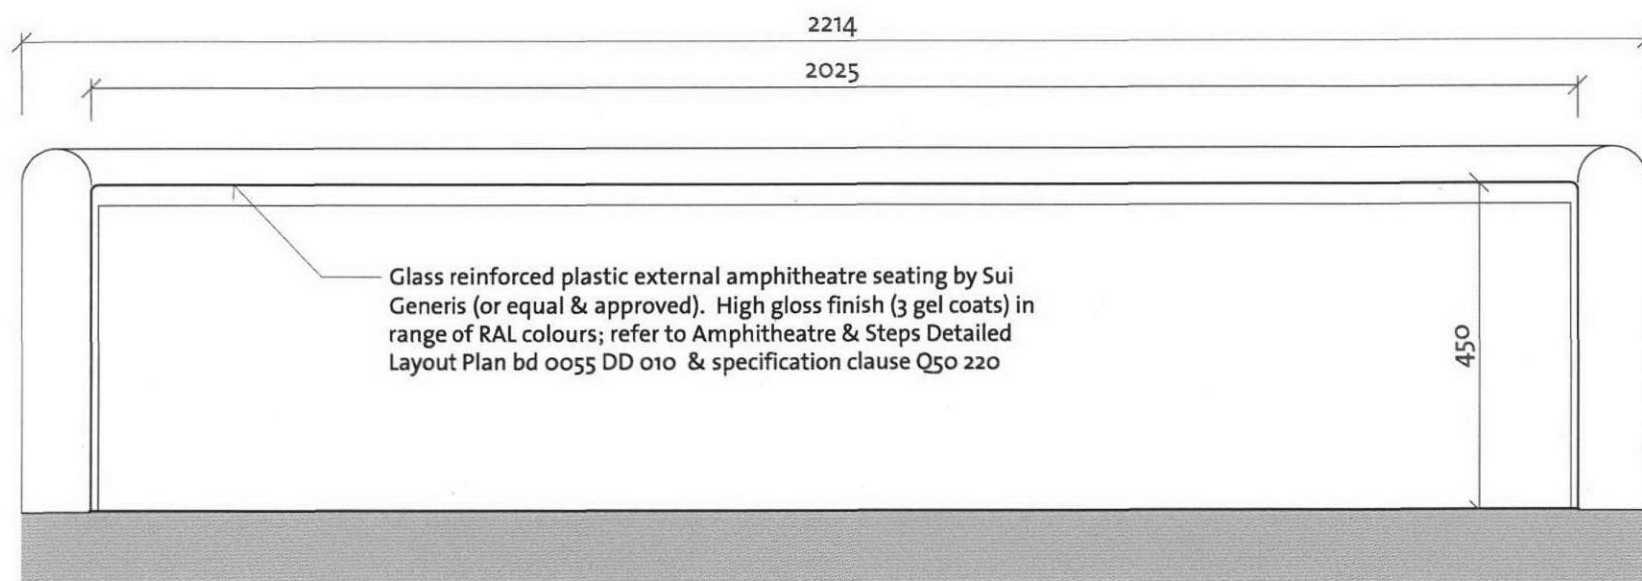 2214
2025
Glass reinforced plastic external amphitheatre seating by Sui
Generis (or equal & approved). High gloss finish (3 gel coats) in
range of RAL colours; refer to Amphitheatre & Steps Detailed
Layout Plan bd 0055 DD 010 & specification clause Q50 220
450